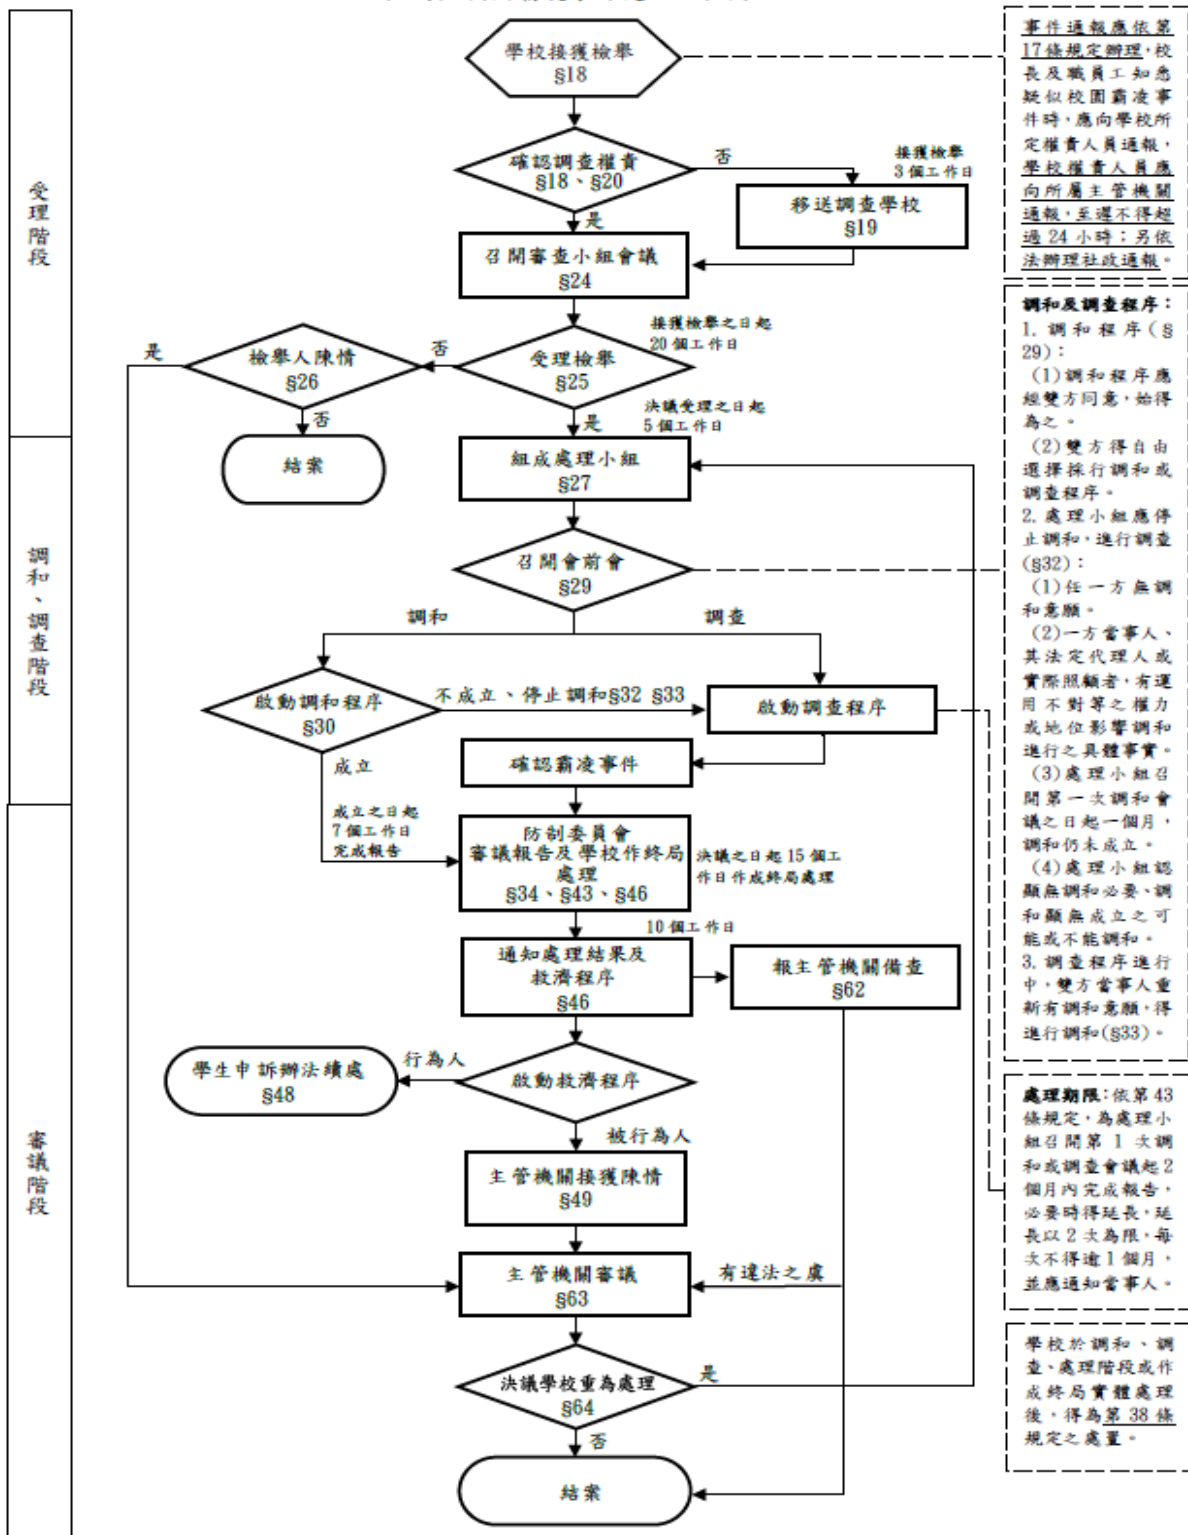 學校接獲檢舉
§18
確認調查權責
§18、§20
否
接獲檢舉
3個工作日
移送調查學校
§19
是
召開審查小組會議
§24
受理階段
接獲檢舉之日起
20個工作日
受理檢舉
§25
否
檢舉人陳情
§26
是
否
結案
決議受理之日起
5個工作日
是
組成處理小組
§27
召開會前會
§29
調和、調查階段
調和
調查
啟動調和程序
§30
不成立、停止調和§32 §33
啟動調查程序
成立
確認霸凌事件
成立之日起
7個工作日
完成報告
防制委員會
審議報告及學校作終局
處理
§34、§43、§46
決議之日起15個工
作日作成終局處理
10個工作日
通知處理結果及
救濟程序
§46
報主管機關備查
§62
啟動救濟程序
行為人
學生申訴辦法續處
§48
被行為人
主管機關接獲陳情
§49
審議階段
主管機關審議
§63
有違法之虞
決議學校重為處理
§64
是
否
結案
事件通報應依第
17條規定辦理，校
長及職員工知悉
疑似校園霸凌事
件時，應向學校所
定權責人員通報，
學校權責人員應
向所屬主管機關
通報，至遲不得超
過24小時；另依
法辦理社政通報。
調和及調查程序：
1. 調和程序(§
29)：
(1)調和程序應
經雙方同意，始得
為之。
(2)雙方得自由
選擇採行調和或
調查程序。
2. 處理小組應停
止調和，進行調查
(§32)：
(1)任一方無調
和意願。
(2)一方當事人、
其法定代理人或
實際照顧者，有運
用不對等之權力
或地位影響調和
進行之具體事實。
(3)處理小組召
開第一次調和會
議之日起一個月，
調和仍未成立。
(4)處理小組認
顯無調和必要、調
和顯無成立之可
能或不能調和。
3. 調查程序進行
中，雙方當事人重
新有調和意願，得
進行調和(§33)。
處理期限：依第43
條規定，為處理小
組召開第1次調
和或調查會議起2
個月內完成報告，
必要時得延長，延
長以2次為限，每
次不得逾1個月，
並應通知當事人。
學校於調和、調
查、處理階段或作
成終局實體處理
後，得為第38條
規定之處置。